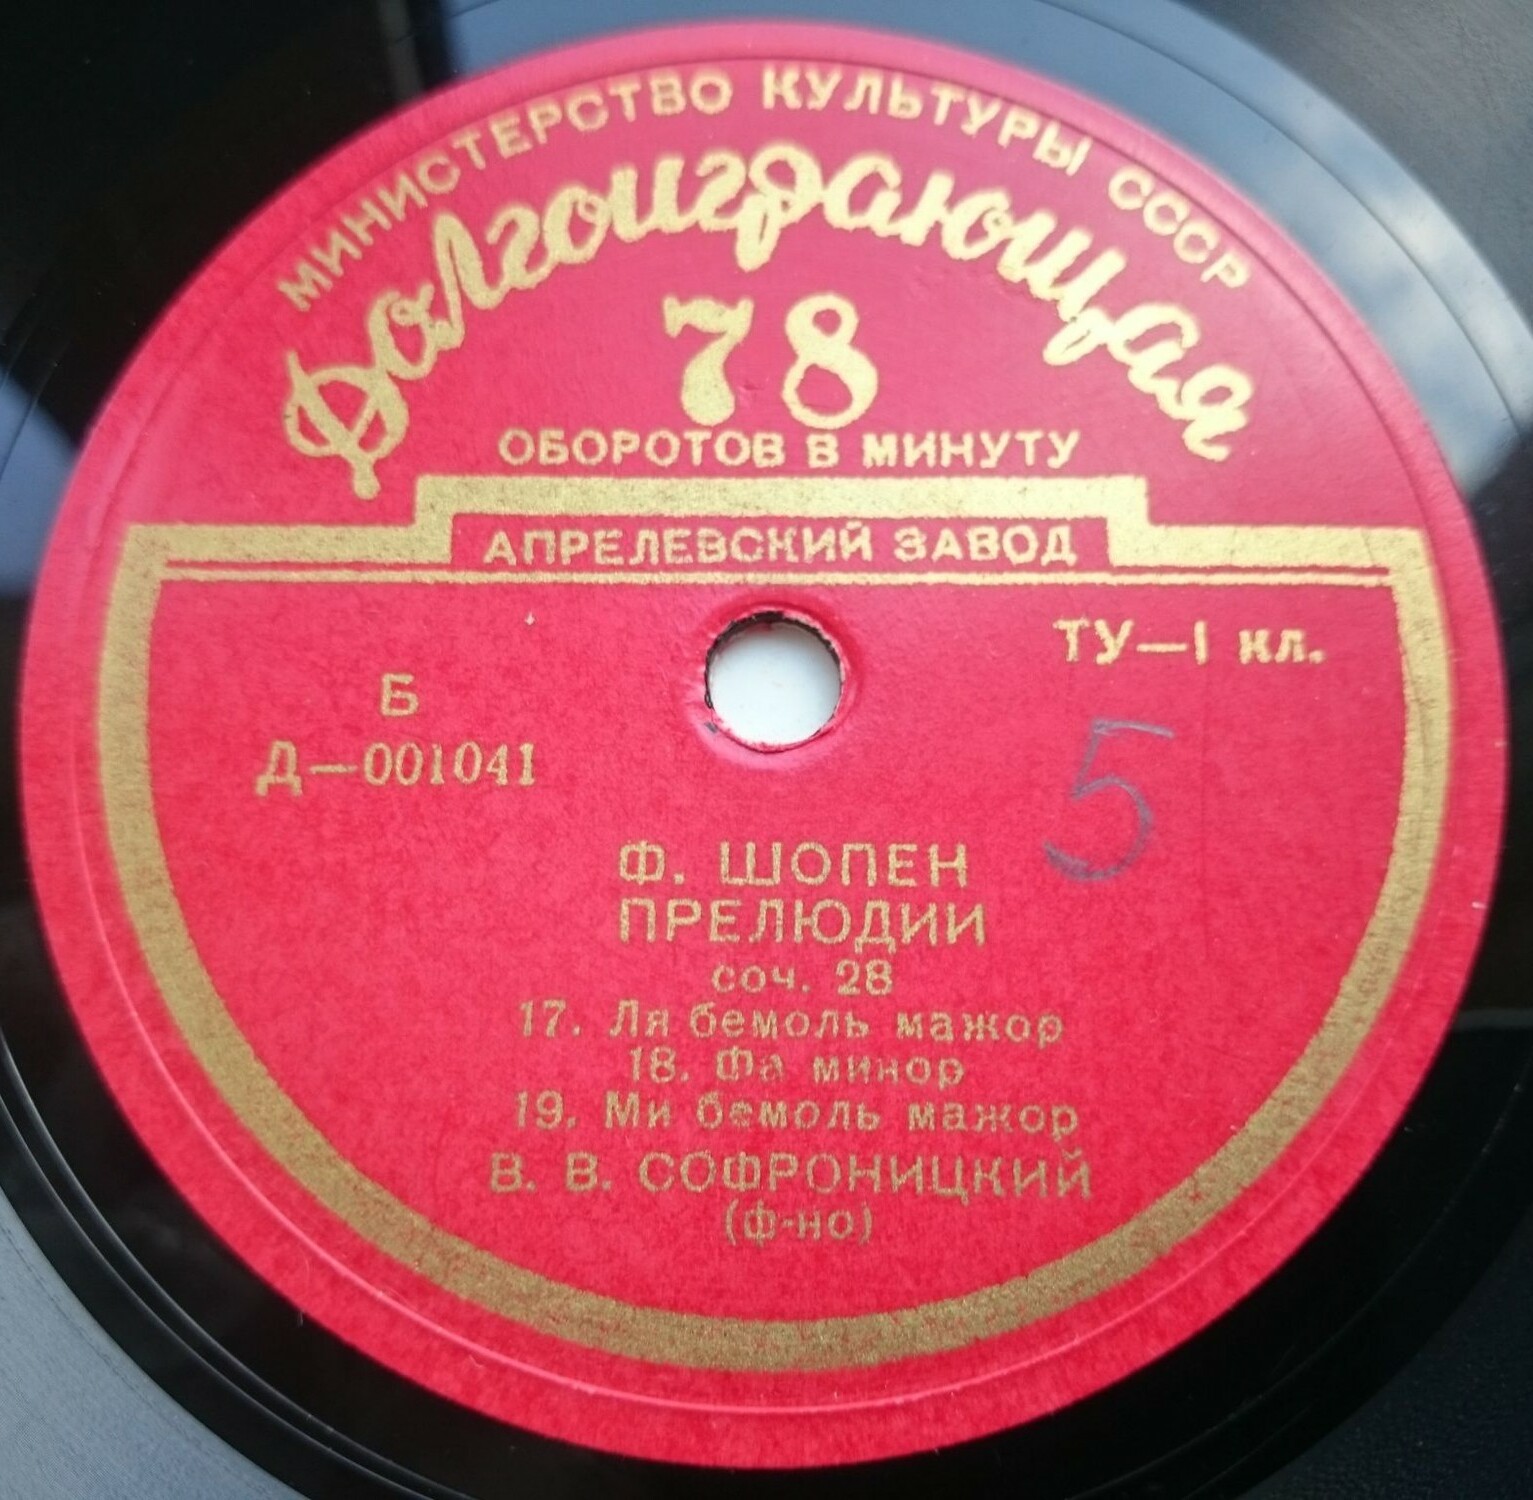 МИНИСТЕРСТВО КУЛЬТУРЫ СССР
Долгоиграющая
78
ОБОРОТОВ В МИНУТУ
АПРЕЛЕВСКИЙ ЗАВОД
ТУ—I кл.
Б
Д—001041
5
Ф. ШОПЕН
ПРЕЛЮДИИ
соч. 28
17. Ля бемоль мажор
18. Фа минор
19. Ми бемоль мажор
В. В. СОФРОНИЦКИЙ
(ф-но)